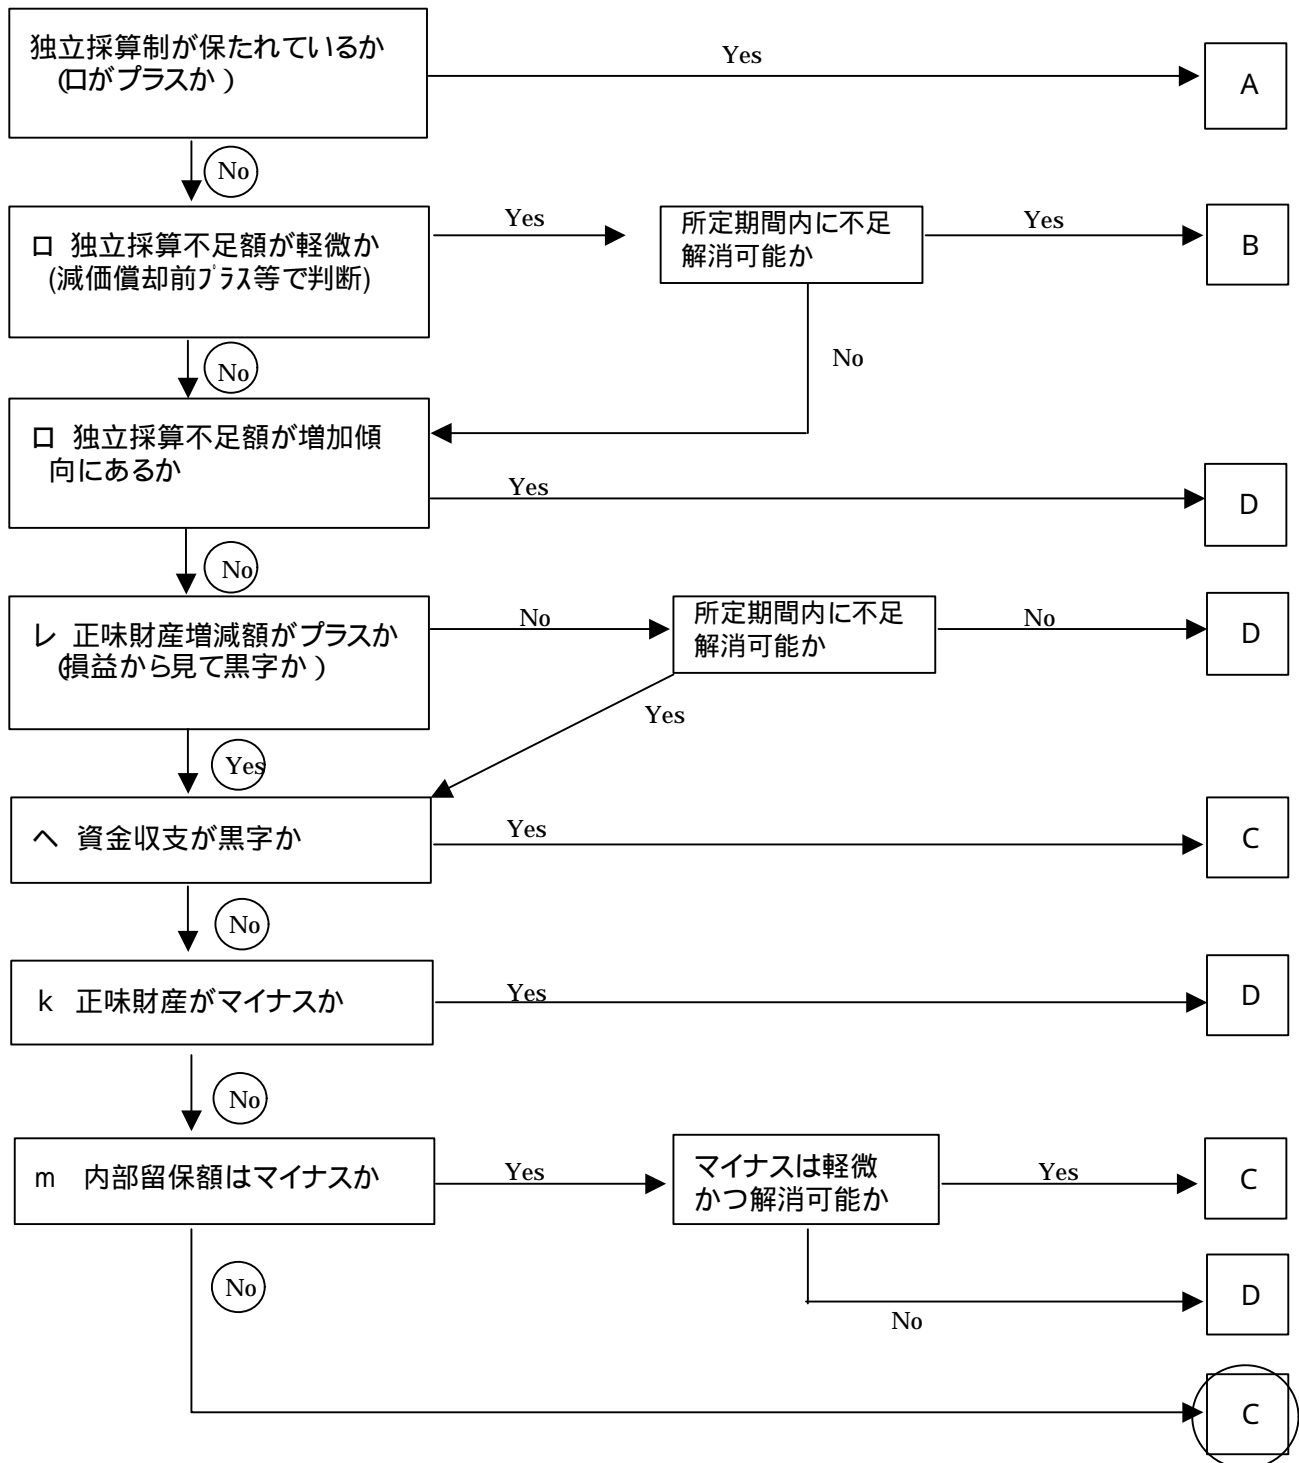 独立採算制が保たれているか
(ロがプラスか)
Yes
A
No
ロ 独立採算不足額が軽微か
(減価償却前プラス等で判断)
Yes
所定期間内に不足
解消可能か
Yes
B
No
No
ロ 独立採算不足額が増加傾
向にあるか
Yes
D
No
レ 正味財産増減額がプラスか
(損益から見て黒字か)
No
所定期間内に不足
解消可能か
No
D
Yes
Yes
ヘ 資金収支が黒字か
Yes
C
No
k 正味財産がマイナスか
Yes
D
No
m 内部留保額はマイナスか
Yes
マイナスは軽微
かつ解消可能か
Yes
C
No
D
No
C